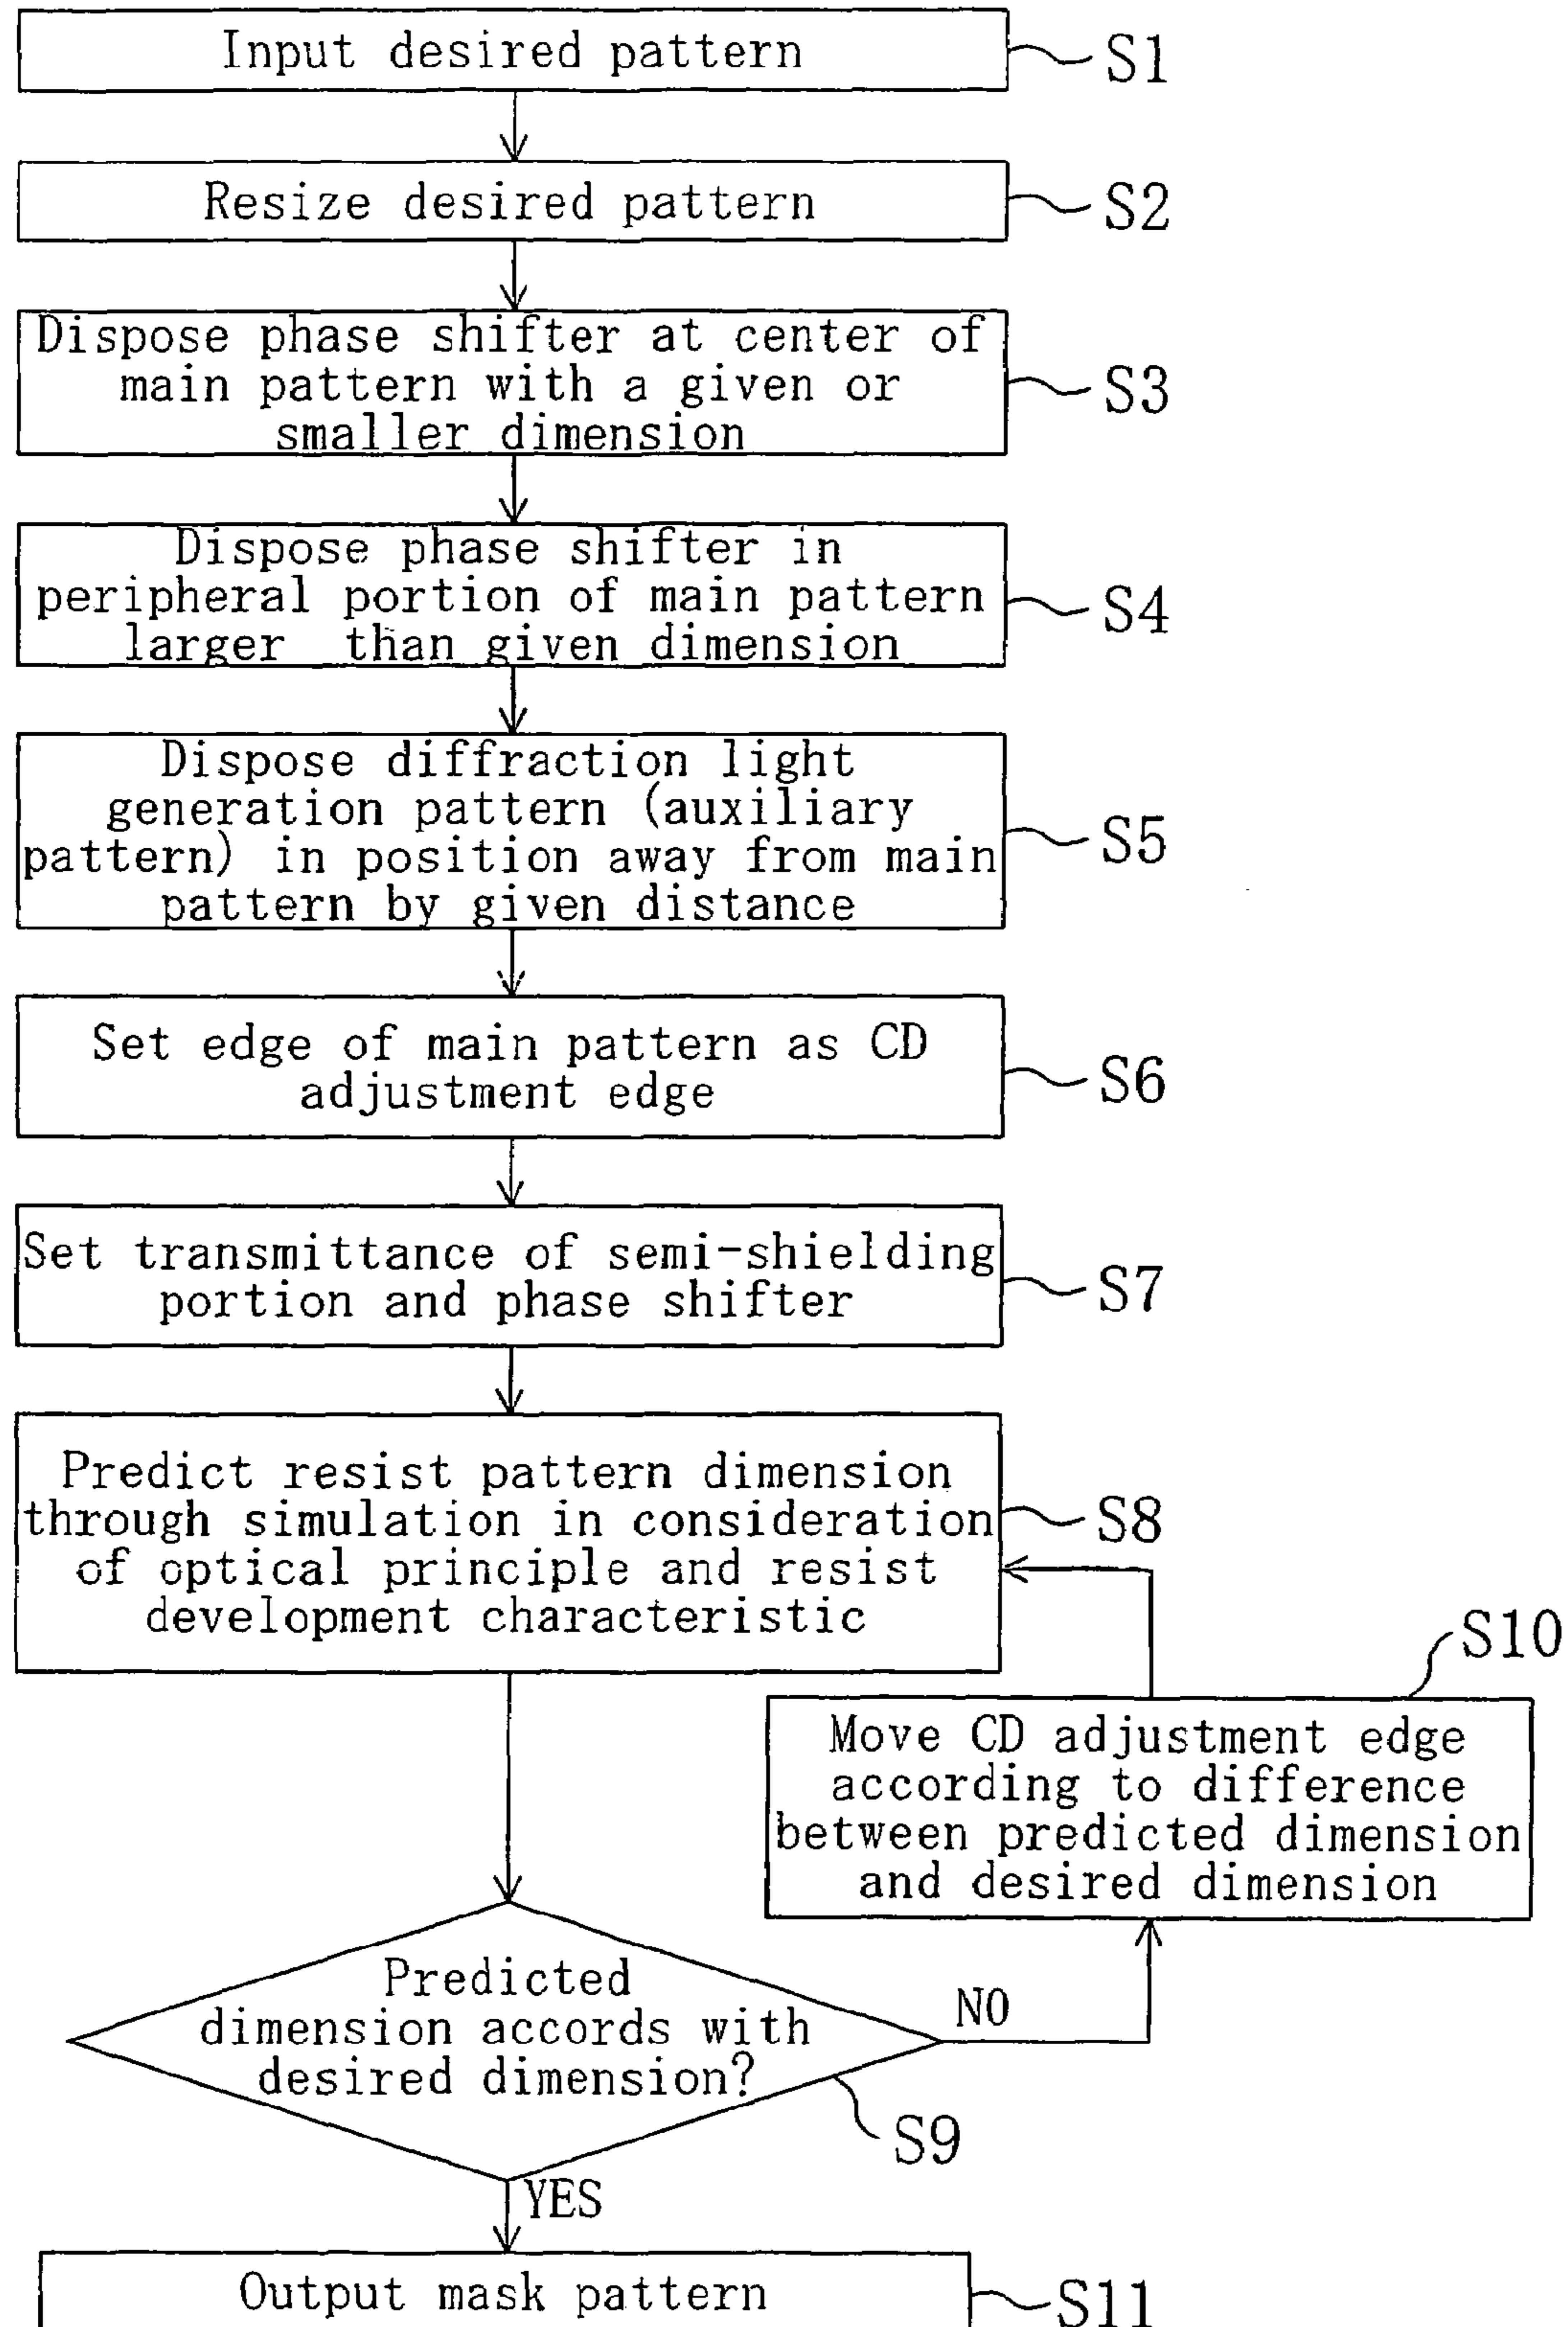 Input desired pattern
S1
Resize desired pattern
S2
Dispose phase shifter at center of
main pattern with a given or
smaller dimension
S3
Dispose phase shifter in
peripheral portion of main pattern
larger than given dimension
S4
Dispose diffraction light
generation pattern (auxiliary
pattern) in position away from main
pattern by given distance
S5
Set edge of main pattern as CD
adjustment edge
S6
Set transmittance of semi-shielding
portion and phase shifter
S7
Predict resist pattern dimension
through simulation in consideration
of optical principle and resist
development characteristic
S8
S10
Move CD adjustment edge
according to difference
between predicted dimension
and desired dimension
Predicted
dimension accords with
desired dimension?
NO
S9
YES
Output mask pattern
S11